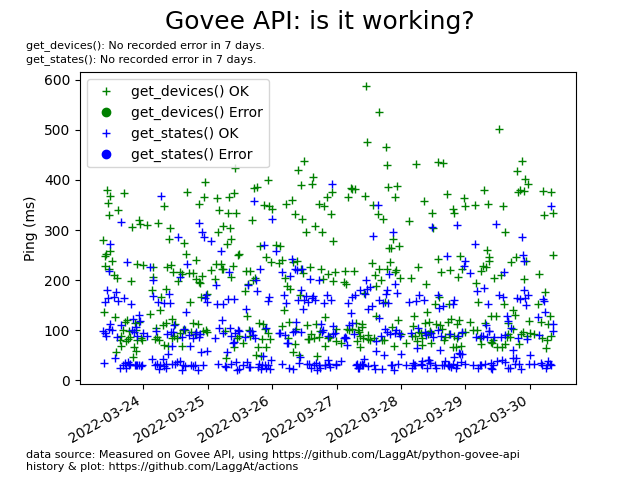 Govee API: is it working?
get_devices(): No recorded error in 7 days.
get_states(): No recorded error in 7 days.
get_devices() OK
get_devices() Error
get_states() OK
get_states() Error
Ping (ms)
600
500
400
300
200
100
0
2022-03-24
2022-03-25
2022-03-26
2022-03-27
2022-03-28
2022-03-29
2022-03-30
data source: Measured on Govee API, using https://github.com/LaggAt/python-govee-api
history & plot: https://github.com/LaggAt/actions